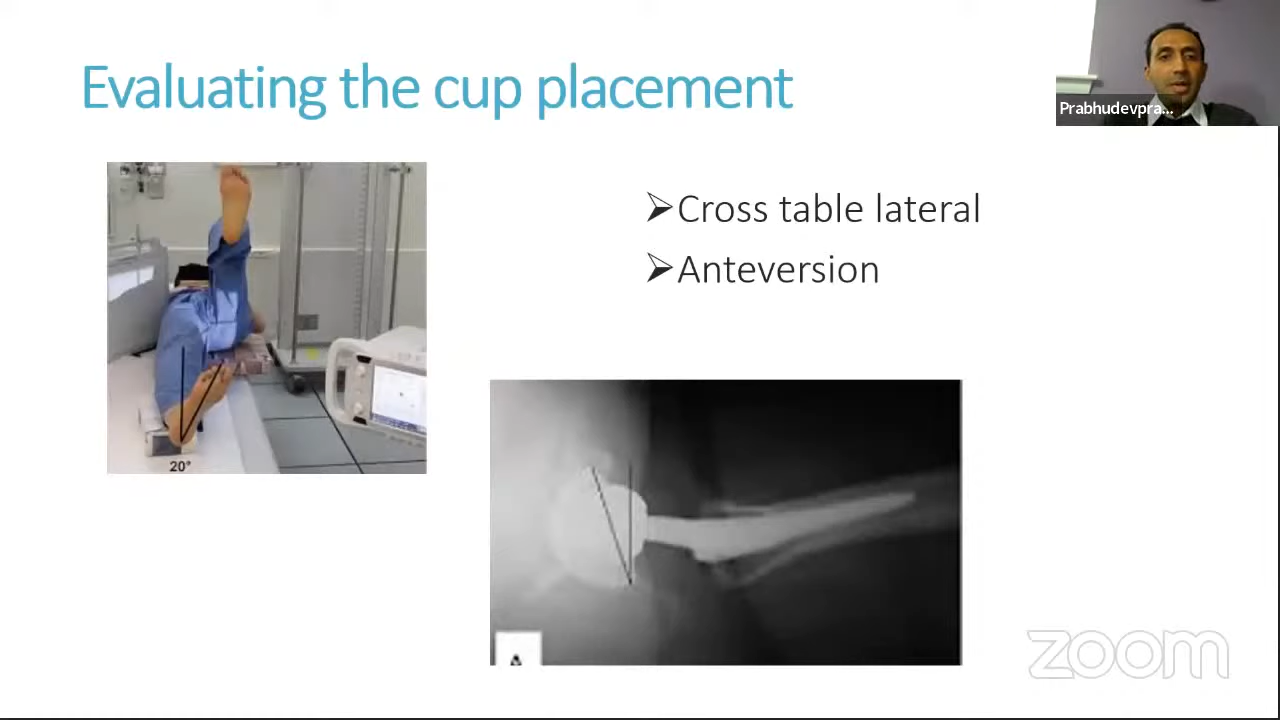 Evaluating the cup placement
Prabhudevpra...
Cross table lateral
Anteversion
20°
zoom